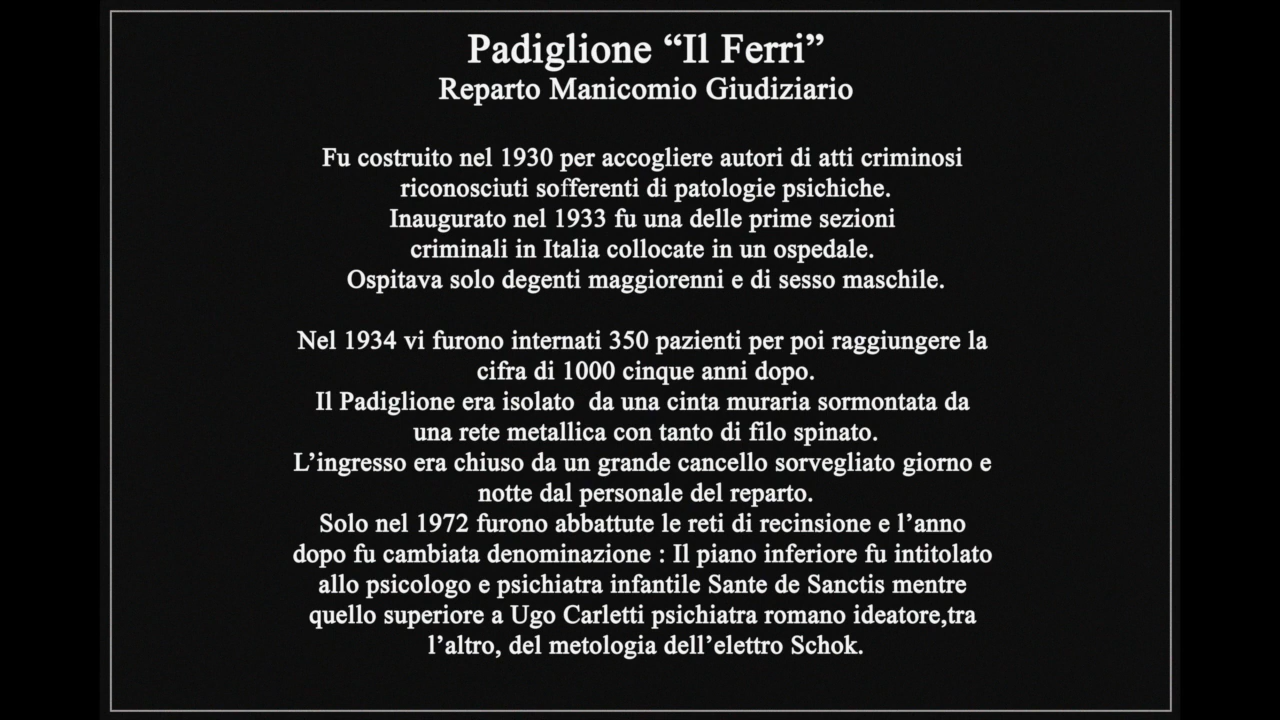 Padiglione “Il Ferri”
Reparto Manicomio Giudiziario
Fu costruito nel 1930 per accogliere autori di atti criminosi
riconosciuti sofferenti di patologie psichiche.
Inaugurato nel 1933 fu una delle prime sezioni
criminali in Italia collocate in un ospedale.
Ospitava solo degenti maggiorenni e di sesso maschile.
Nel 1934 vi furono internati 350 pazienti per poi raggiungere la
cifra di 1000 cinque anni dopo.
Il Padiglione era isolato  da una cinta muraria sormontata da
una rete metallica con tanto di filo spinato.
L’ingresso era chiuso da un grande cancello sorvegliato giorno e
notte dal personale del reparto.
Solo nel 1972 furono abbattute le reti di recinsione e l’anno
dopo fu cambiata denominazione : Il piano inferiore fu intitolato
allo psicologo e psichiatra infantile Sante de Sanctis mentre
quello superiore a Ugo Carletti psichiatra romano ideatore,tra
l’altro, del metologia dell’elettro Schok.